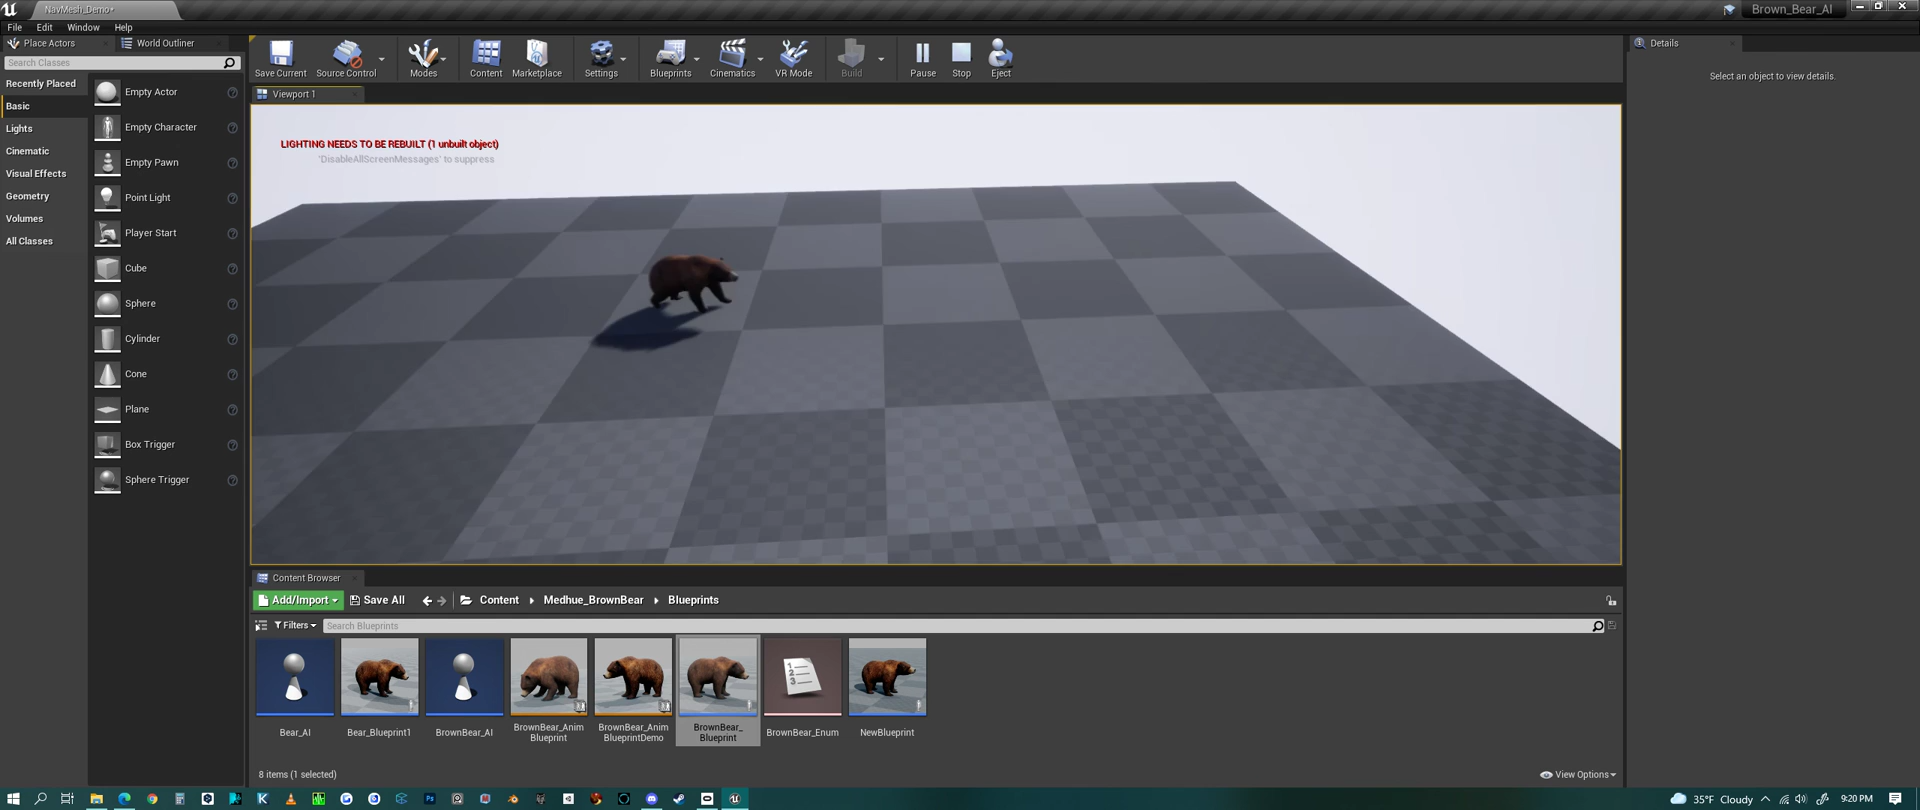 NavMesh_Demo*
Brown_Bear_AI
File Edit Window Help
Place Actors
World Outliner
Search Classes
Recently Placed
Basic
Lights
Cinematic
Visual Effects
Geometry
Volumes
All Classes
Empty Actor
Empty Character
Empty Pawn
Point Light
Player Start
Cube
Sphere
Cylinder
Cone
Plane
Box Trigger
Sphere Trigger
Save Current
Source Control
Modes
Content
Marketplace
Settings
Blueprints
Cinematics
VR Mode
Build
Pause
Stop
Eject
Viewport 1
LIGHTING NEEDS TO BE REBUILT (1 unbuilt object)
'DisableAllScreenMessages' to suppress
Details
Select an object to view details.
Content Browser
Add/Import
Save All
Content
Medhue_BrownBear
Blueprints
Filters
Search Blueprints
Bear_AI
Bear_Blueprint1
BrownBear_AI
BrownBear_Anim
Blueprint
BrownBear_Anim
BlueprintDemo
BrownBear_
Blueprint
BrownBear_Enum
NewBlueprint
8 items (1 selected)
View Options
35°F Cloudy
9:20 PM